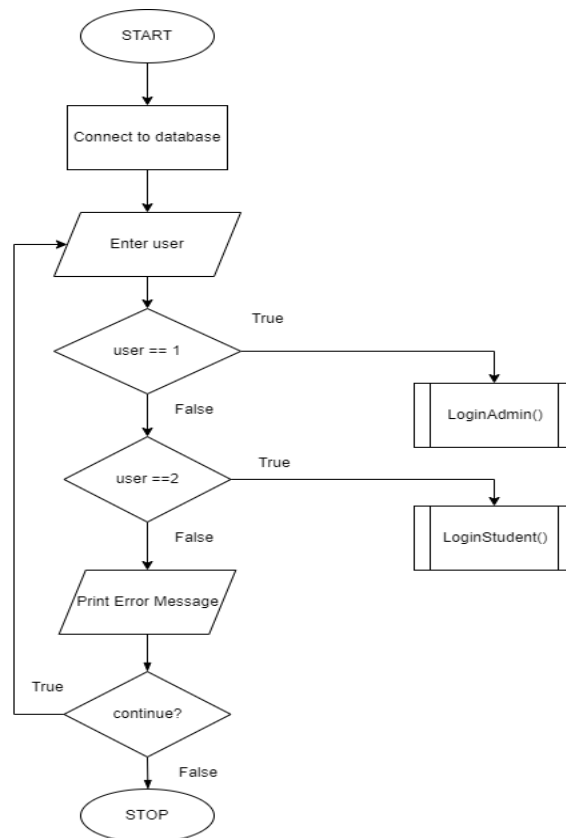 START
Connect to database
Enter user
True
user == 1
LoginAdmin()
False
True
user ==2
LoginStudent()
False
Print Error Message
True
continue?
False
STOP